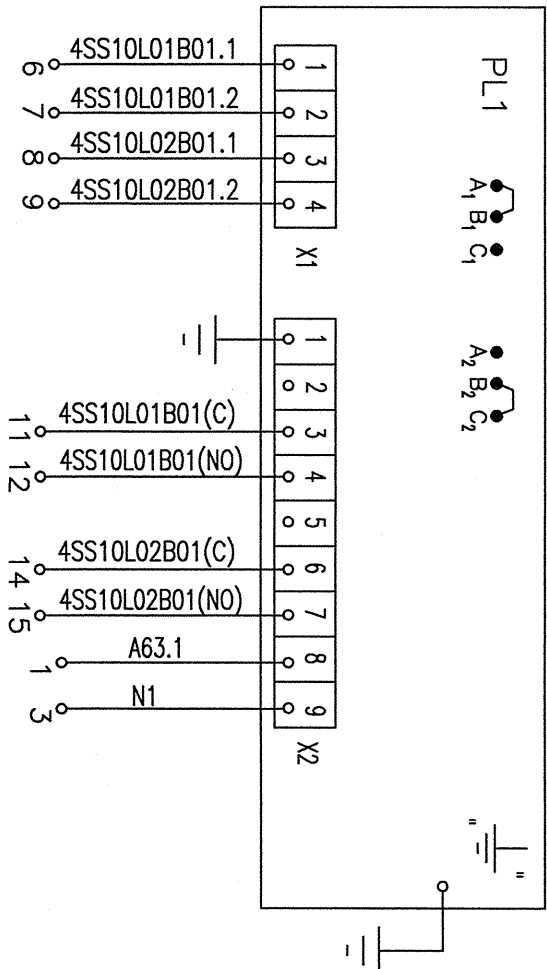 PL1
A₁ B₁ C₁
A₂ B₂ C₂
6 4SS10L01B01.1 1
7 4SS10L01B01.2 2
8 4SS10L02B01.1 3
9 4SS10L02B01.2 4
X1
1
2
11 4SS10L01B01(C) 3
12 4SS10L01B01(NO) 4
5
14 4SS10L02B01(C) 6
15 4SS10L02B01(NO) 7
1 A63.1 8
3 N1 9
X2
" "